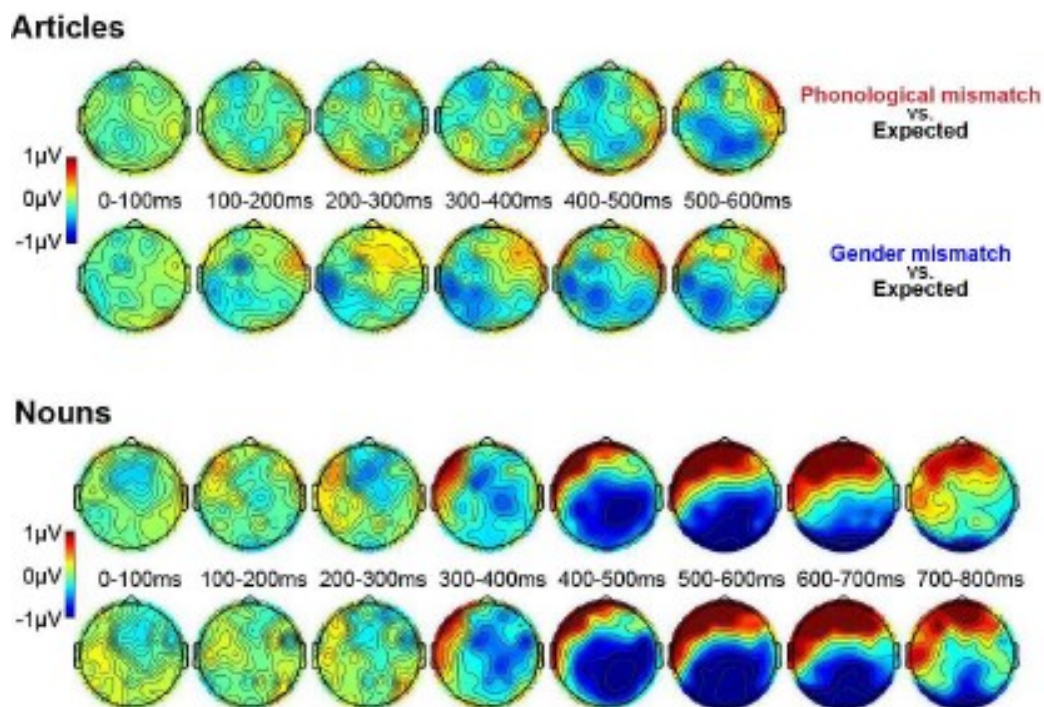 Articles
Phonological mismatch
vs.
Expected
1µV
0µV
-1µV
0-100ms 100-200ms 200-300ms 300-400ms 400-500ms 500-600ms
Gender mismatch
vs.
Expected
Nouns
1µV
0µV
-1µV
0-100ms 100-200ms 200-300ms 300-400ms 400-500ms 500-600ms 600-700ms 700-800ms